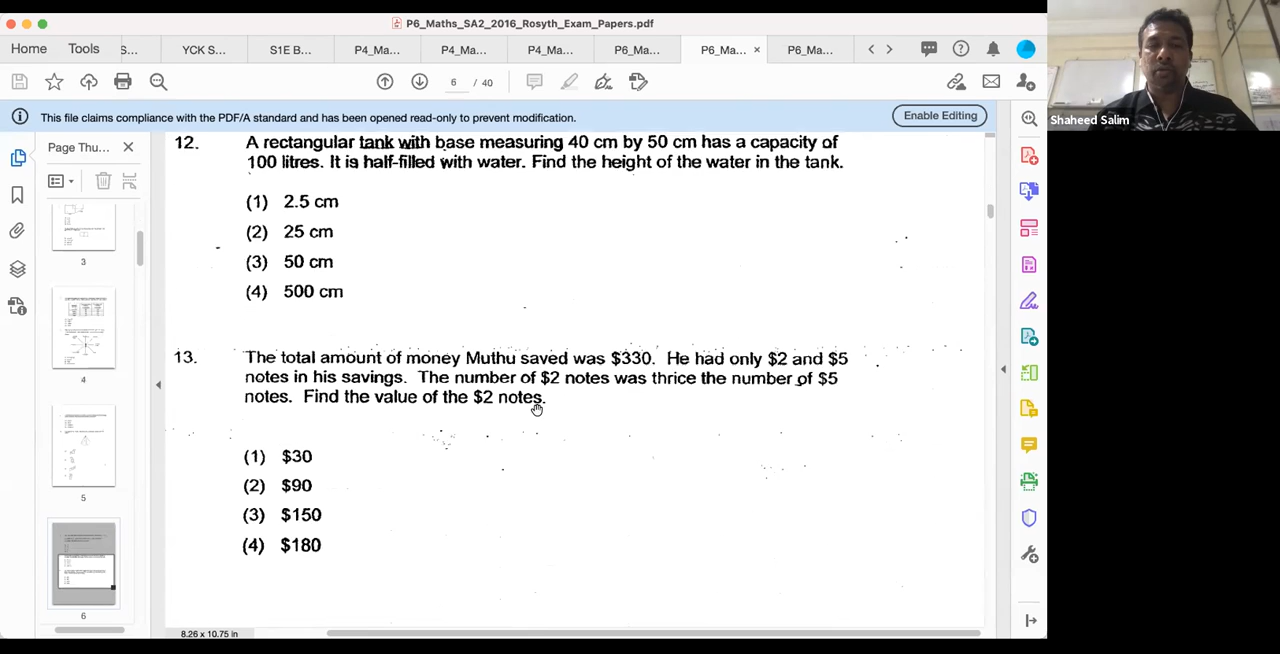 P6_Maths_SA2_2016_Rosyth_Exam_Papers.pdf
Home Tools S... YCK S... S1E B... P4_Ma... P4_Ma... P4_Ma... P6_Ma... P6_Ma... × P6_Ma...
6 / 40
Shaheed Salim
This file claims compliance with the PDF/A standard and has been opened read-only to prevent modification. Enable Editing
Page Thu...
3
4
5
6
12. A rectangular tank with base measuring 40 cm by 50 cm has a capacity of
100 litres. It is half-filled with water. Find the height of the water in the tank.
(1) 2.5 cm
(2) 25 cm
(3) 50 cm
(4) 500 cm
13. The total amount of money Muthu saved was $330. He had only $2 and $5
notes in his savings. The number of $2 notes was thrice the number of $5
notes. Find the value of the $2 notes.
(1) $30
(2) $90
(3) $150
(4) $180
8.26 x 10.75 in